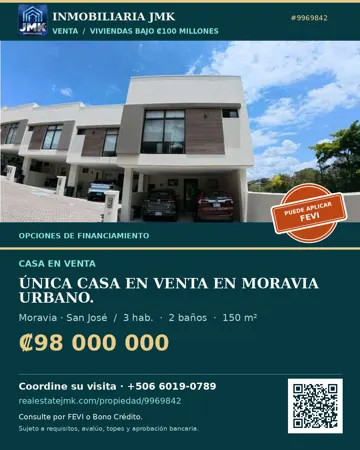 JMK
INMOBILIARIA JMK
#9969842
VENTA / VIVIENDAS BAJO ₡100 MILLONES
PUEDE APLICAR
FEVI
OPCIONES DE FINANCIAMIENTO
CASA EN VENTA
ÚNICA CASA EN VENTA EN MORAVIA
URBANO.
Moravia · San José / 3 hab. · 2 baños · 150 m²
₡98 000 000
Coordine su visita · +506 6019-0789
realestatejmk.com/propiedad/9969842
Consulte por FEVI o Bono Crédito.
Sujeto a requisitos, avalúo, topes y aprobación bancaria.